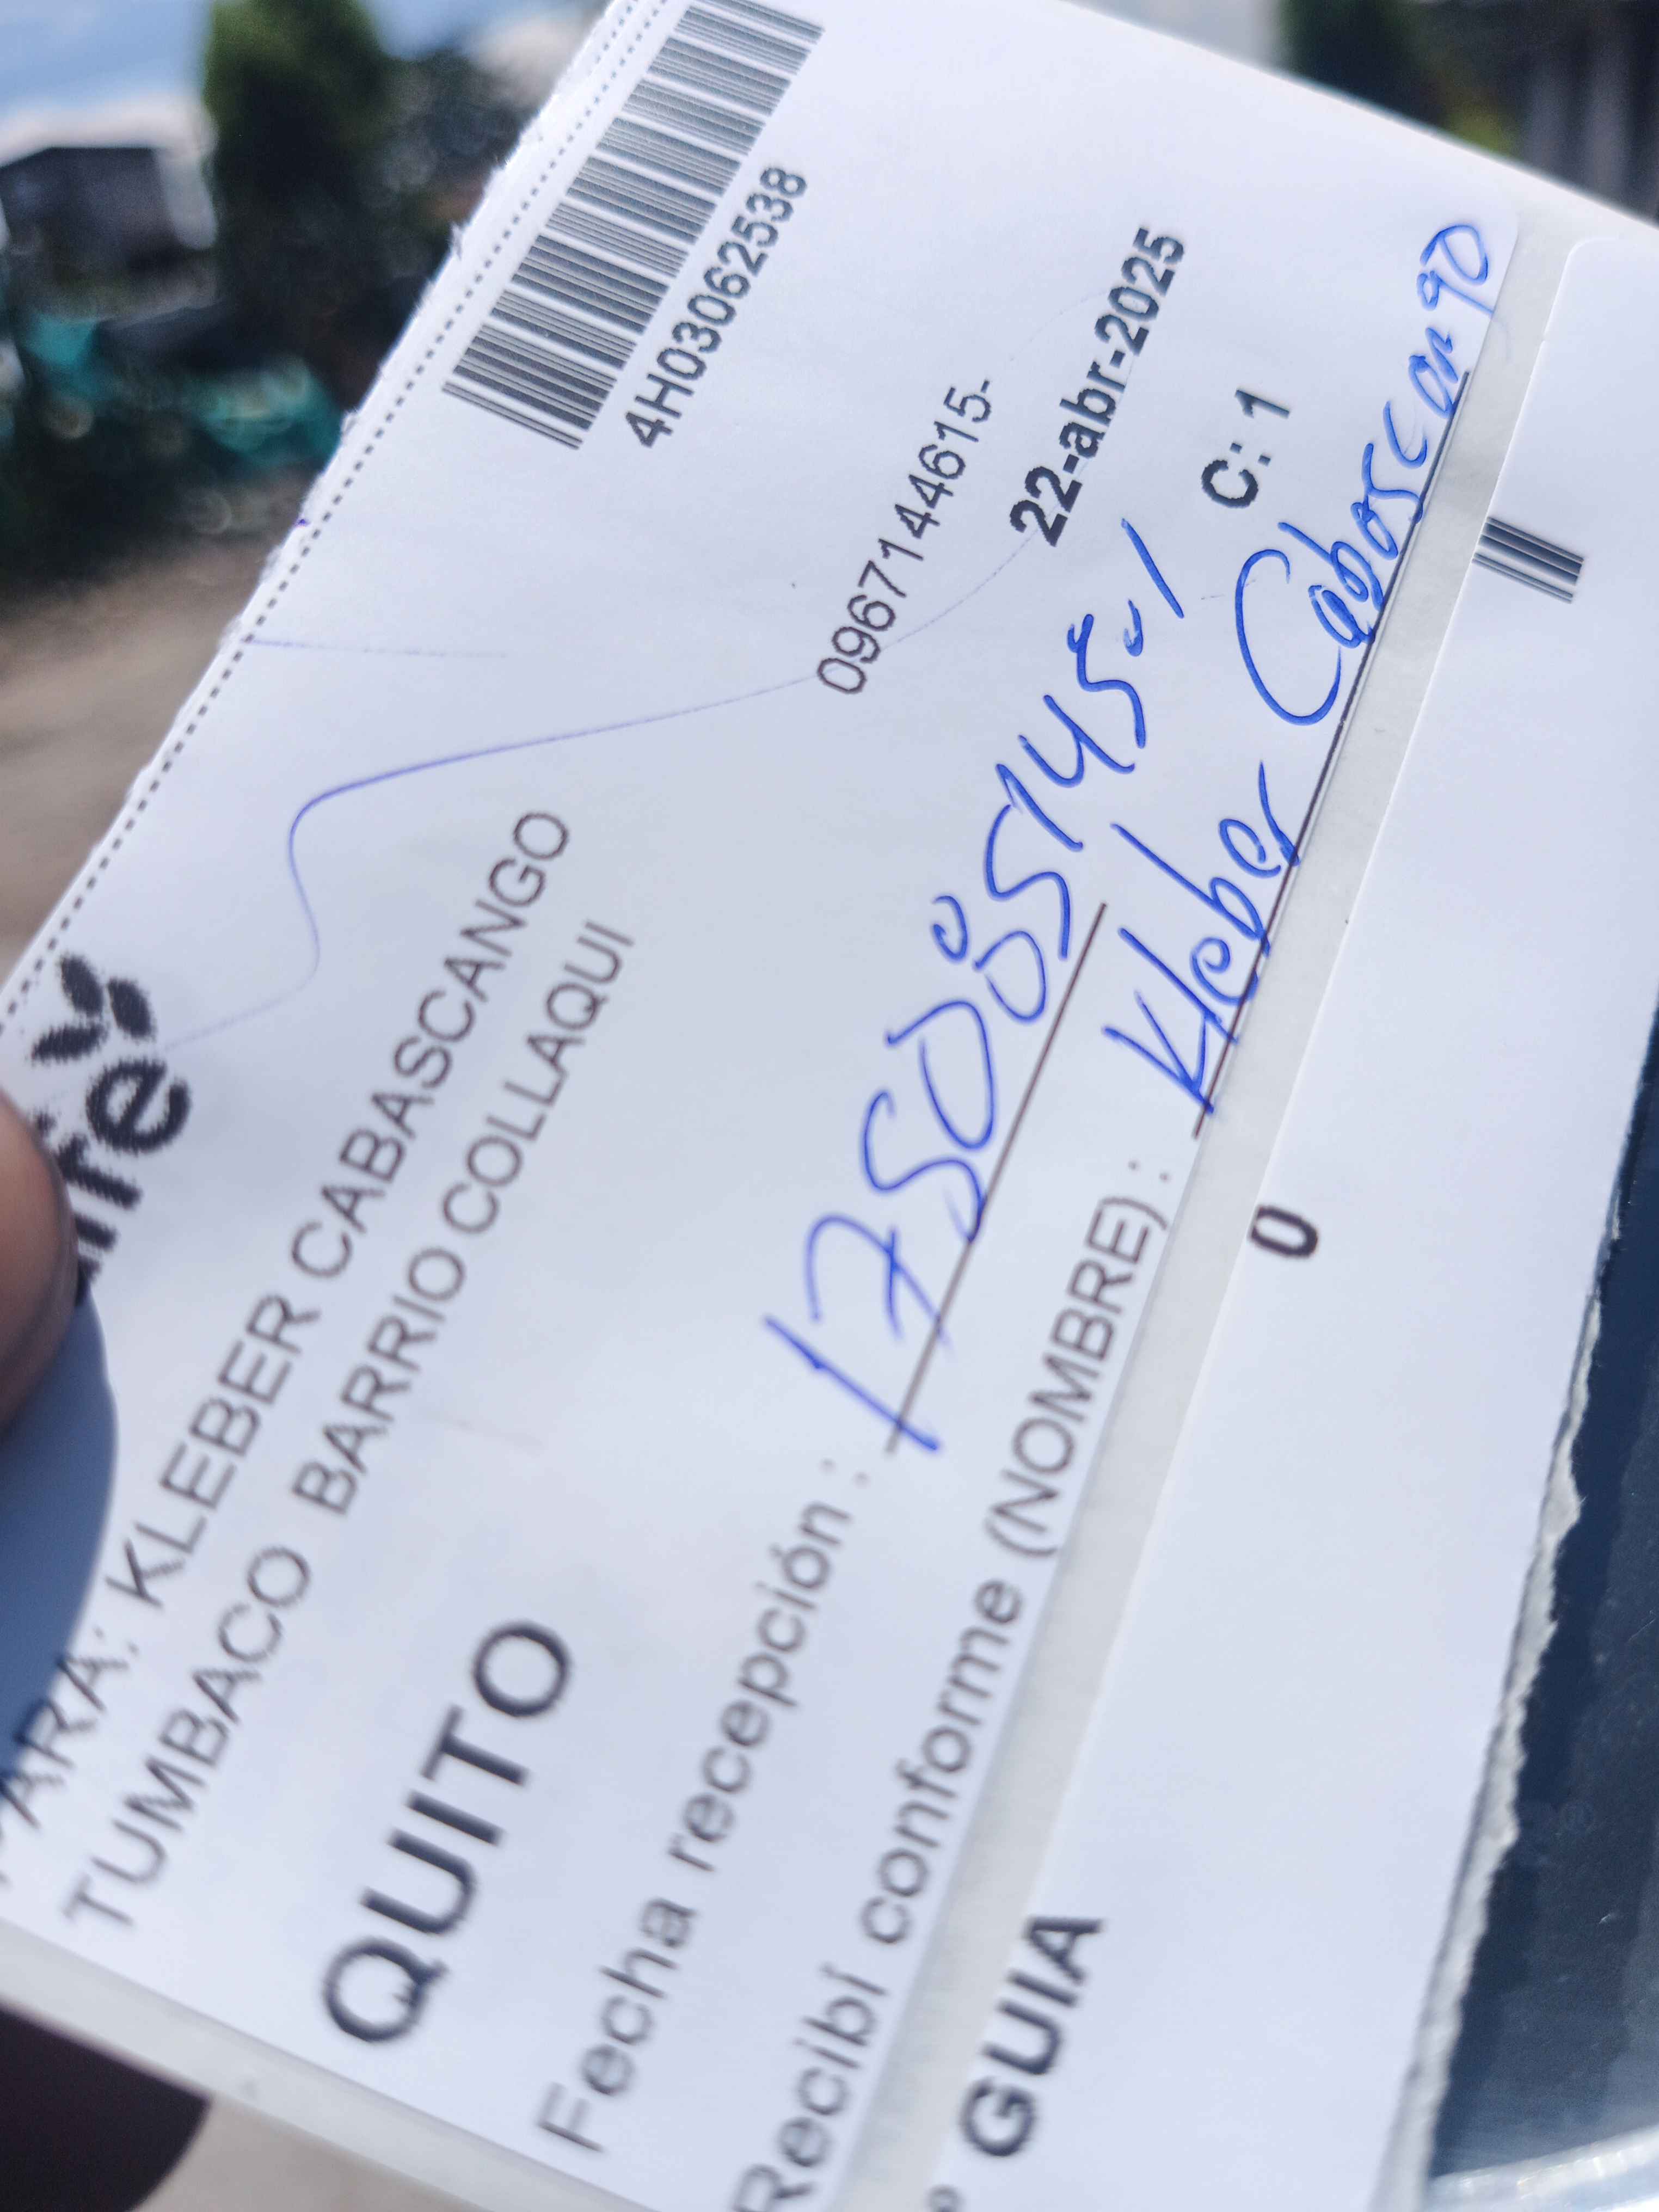 4H03062538
life
PARA: KLEBER CABASCANGO
TUMBACO BARRIO COLLAQUI
0967144615-
QUITO
22-abr-2025
Fecha recepción :
C: 1
Recibí conforme (NOMBRE) : Kleber Cabascango
GUIA
0